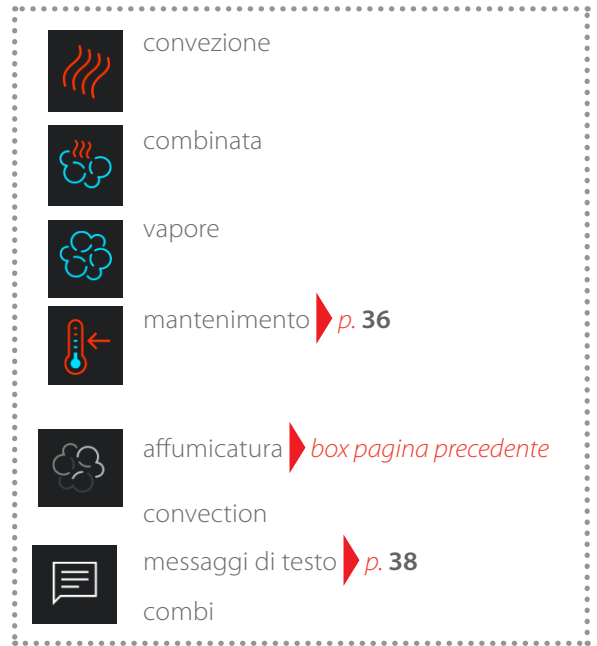 convezione
combinata
vapore
mantenimento p. 36
affumicatura box pagina precedente
convection
messaggi di testo p. 38
combi